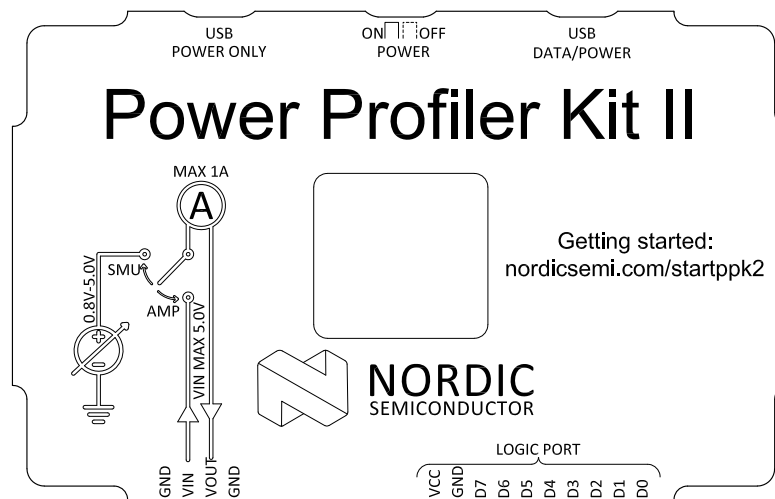 USB
POWER ONLY
ON OFF
POWER
USB
DATA/POWER
Power Profiler Kit II
MAX 1A
A
SMU
AMP
0.8V-5.0V
VIN MAX 5.0V
+
-
Getting started:
nordicsemi.com/startppk2
NORDIC
SEMICONDUCTOR
GND
VIN
VOUT
GND
LOGIC PORT
VCC
GND
D7
D6
D5
D4
D3
D2
D1
D0